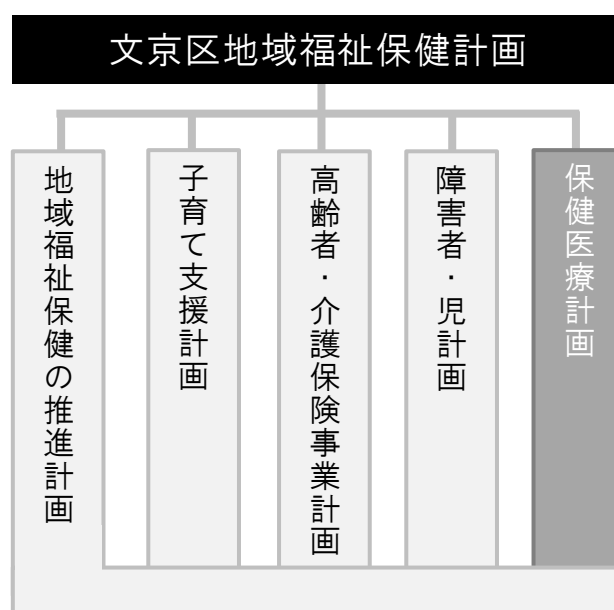 文京区地域福祉保健計画
地域福祉保健の推進計画
子育て支援計画
高齢者・介護保険事業計画
障害者・児計画
保健医療計画